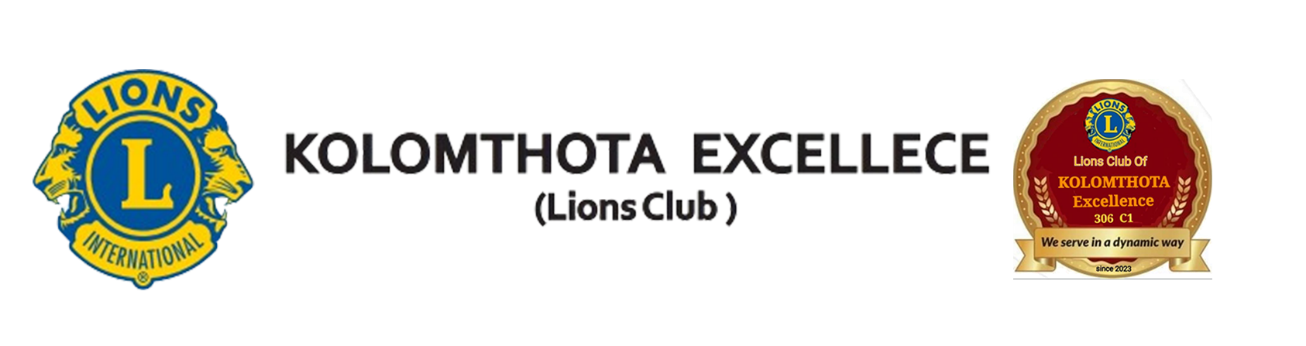 LIONS
L
INTERNATIONAL
®
KOLOMTHOTA EXCELLECE
(Lions Club )
LIONS
L
INTERNATIONAL
Lions Club Of
KOLOMTHOTA
Excellence
306 C1
We serve in a dynamic way
since 2023